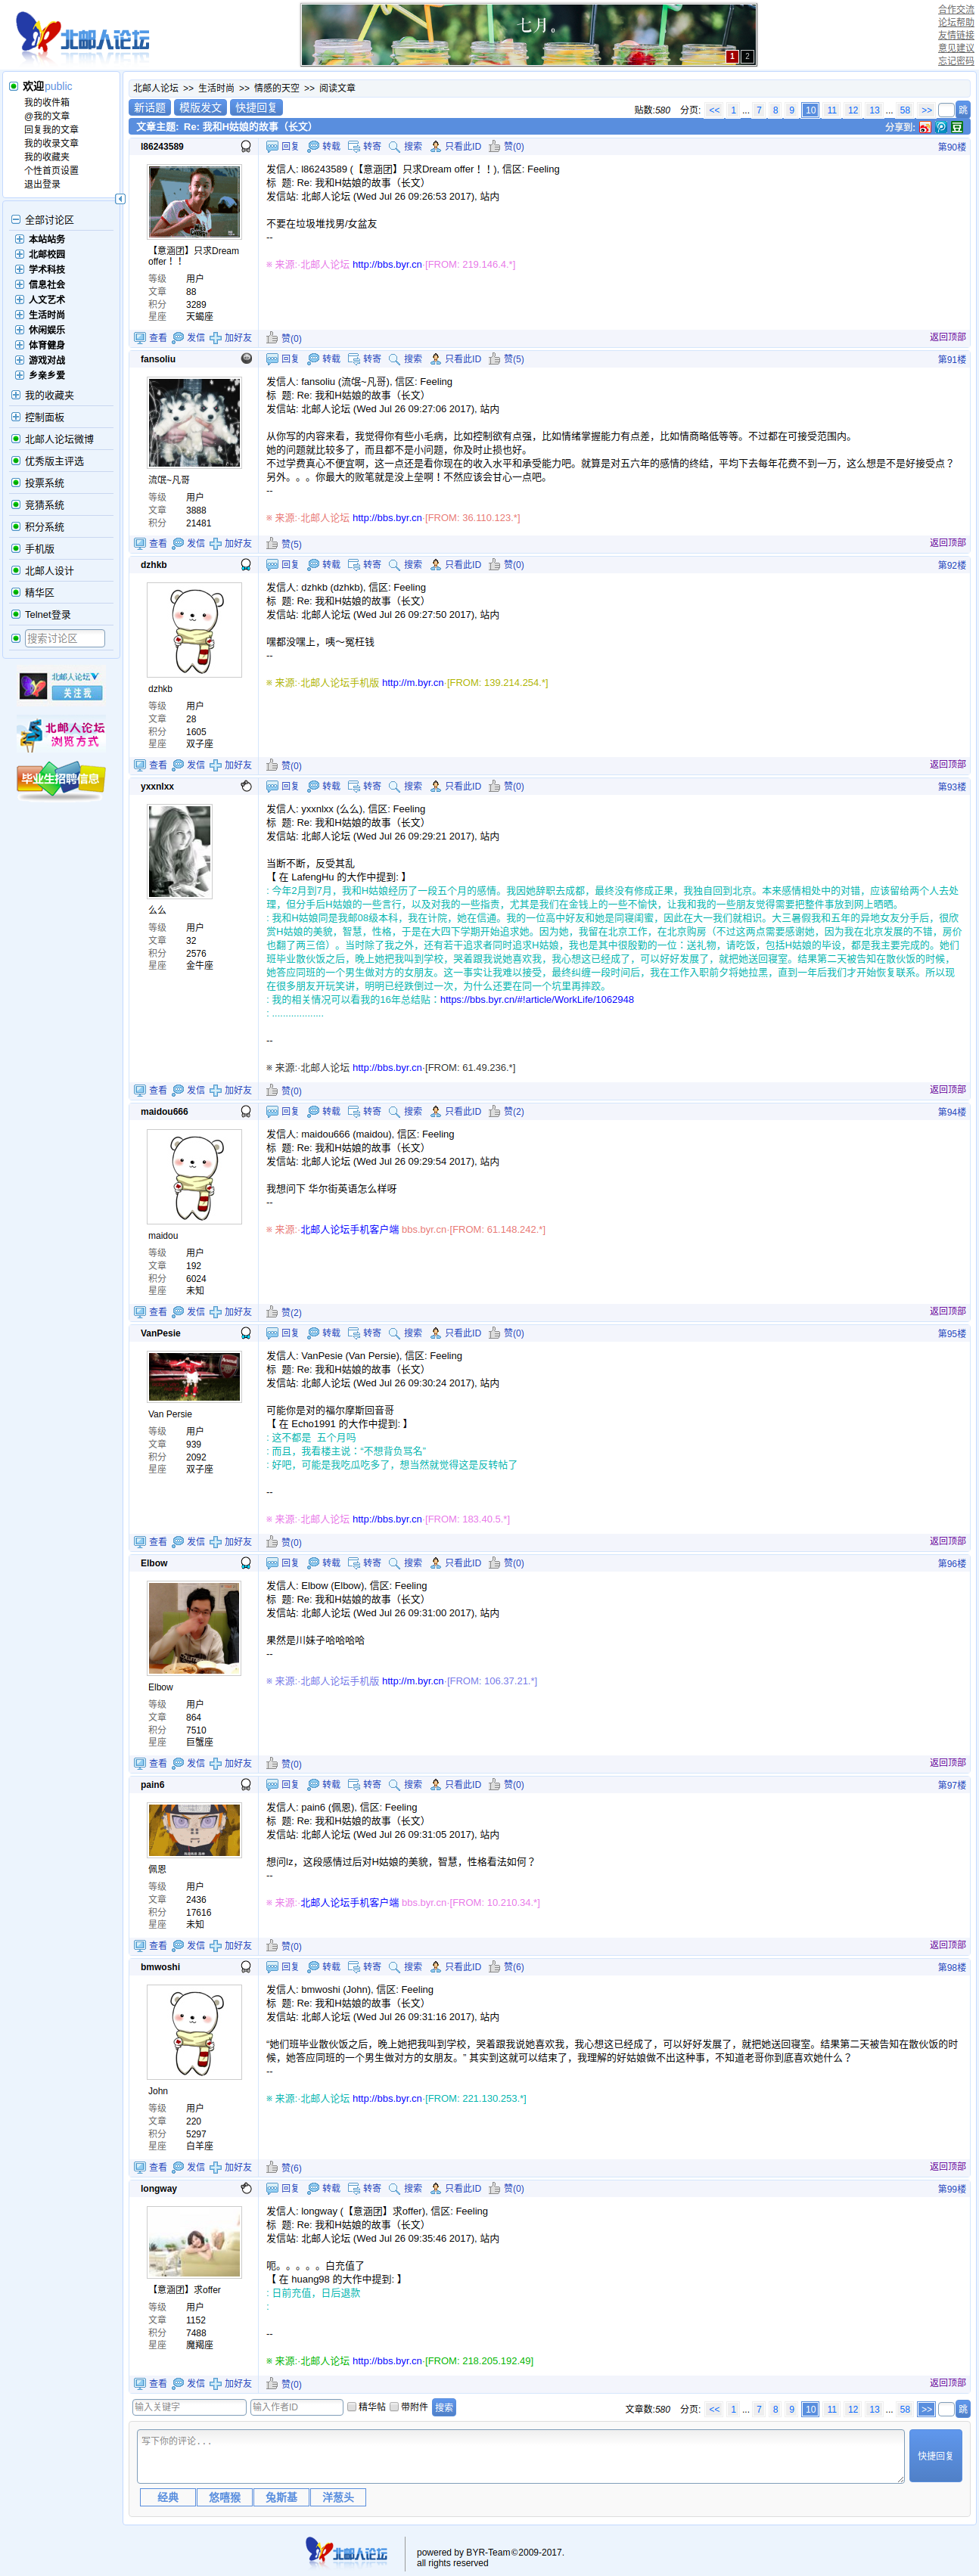 北邮人论坛
七月。
1 2
合作交流
论坛帮助
友情链接
意见建议
忘记密码
欢迎public
我的收件箱
@我的文章
回复我的文章
我的收录文章
我的收藏夹
个性首页设置
退出登录
全部讨论区
本站站务
北邮校园
学术科技
信息社会
人文艺术
生活时尚
休闲娱乐
体育健身
游戏对战
乡亲乡爱
我的收藏夹
控制面板
北邮人论坛微博
优秀版主评选
投票系统
竞猜系统
积分系统
手机版
北邮人设计
精华区
Telnet登录
搜索讨论区
北邮人论坛
关注我
北邮人论坛
浏览方式
毕业生招聘信息
北邮人论坛 >> 生活时尚 >> 情感的天空 >> 阅读文章
新话题 模版发文 快捷回复
贴数:580 分页: << 1 ... 7 8 9 10 11 12 13 ... 58 >> 跳
文章主题: Re: 我和H姑娘的故事（长文）
分享到: 豆
l86243589
回复 转载 转寄 搜索 只看此ID 赞(0) 第90楼
【意涵团】只求Dream offer！！
等级 用户
文章 88
积分 3289
星座 天蝎座
发信人: l86243589 (【意涵团】只求Dream offer！！), 信区: Feeling
标 题: Re: 我和H姑娘的故事（长文）
发信站: 北邮人论坛 (Wed Jul 26 09:26:53 2017), 站内
不要在垃圾堆找男/女盆友
--
※ 来源:·北邮人论坛 http://bbs.byr.cn·[FROM: 219.146.4.*]
查看 发信 加好友 赞(0) 返回顶部
fansoliu
回复 转载 转寄 搜索 只看此ID 赞(5) 第91楼
流氓~凡哥
等级 用户
文章 3888
积分 21481
发信人: fansoliu (流氓~凡哥), 信区: Feeling
标 题: Re: 我和H姑娘的故事（长文）
发信站: 北邮人论坛 (Wed Jul 26 09:27:06 2017), 站内
从你写的内容来看，我觉得你有些小毛病，比如控制欲有点强，比如情绪掌握能力有点差，比如情商略低等等。不过都在可接受范围内。
她的问题就比较多了，而且都不是小问题，你及时止损也好。
不过学费真心不便宜啊，这一点还是看你现在的收入水平和承受能力吧。就算是对五六年的感情的终结，平均下去每年花费不到一万，这么想是不是好接受点？
另外。。。你最大的败笔就是没上垒啊！不然应该会甘心一点吧。
--
※ 来源:·北邮人论坛 http://bbs.byr.cn·[FROM: 36.110.123.*]
查看 发信 加好友 赞(5) 返回顶部
dzhkb
回复 转载 转寄 搜索 只看此ID 赞(0) 第92楼
dzhkb
等级 用户
文章 28
积分 1605
星座 双子座
发信人: dzhkb (dzhkb), 信区: Feeling
标 题: Re: 我和H姑娘的故事（长文）
发信站: 北邮人论坛 (Wed Jul 26 09:27:50 2017), 站内
嘿都没嘿上，咦～冤枉钱
--
※ 来源:·北邮人论坛手机版 http://m.byr.cn·[FROM: 139.214.254.*]
查看 发信 加好友 赞(0) 返回顶部
yxxnlxx
回复 转载 转寄 搜索 只看此ID 赞(0) 第93楼
么么
等级 用户
文章 32
积分 2576
星座 金牛座
发信人: yxxnlxx (么么), 信区: Feeling
标 题: Re: 我和H姑娘的故事（长文）
发信站: 北邮人论坛 (Wed Jul 26 09:29:21 2017), 站内
当断不断，反受其乱
【 在 LafengHu 的大作中提到: 】
: 今年2月到7月，我和H姑娘经历了一段五个月的感情。我因她辞职去成都，最终没有修成正果，我独自回到北京。本来感情相处中的对错，应该留给两个人去处理，但分手后H姑娘的一些言行，以及对我的一些指责，尤其是我们在金钱上的一些不愉快，让我和我的一些朋友觉得需要把整件事放到网上晒晒。
: 我和H姑娘同是我邮08级本科，我在计院，她在信通。我的一位高中好友和她是同寝闺蜜，因此在大一我们就相识。大三暑假我和五年的异地女友分手后，很欣赏H姑娘的美貌，智慧，性格，于是在大四下学期开始追求她。因为她，我留在北京工作，在北京购房（不过这两点需要感谢她，因为我在北京发展的不错，房价也翻了两三倍）。当时除了我之外，还有若干追求者同时追求H姑娘，我也是其中很殷勤的一位：送礼物，请吃饭，包括H姑娘的毕设，都是我主要完成的。她们班毕业散伙饭之后，晚上她把我叫到学校，哭着跟我说她喜欢我，我心想这已经成了，可以好好发展了，就把她送回寝室。结果第二天被告知在散伙饭的时候，她答应同班的一个男生做对方的女朋友。这一事实让我难以接受，最终纠缠一段时间后，我在工作入职前夕将她拉黑，直到一年后我们才开始恢复联系。所以现在很多朋友开玩笑讲，明明已经跌倒过一次，为什么还要在同一个坑里再摔跤。
: 我的相关情况可以看我的16年总结贴：https://bbs.byr.cn/#!article/WorkLife/1062948
: ...................
--
※ 来源:·北邮人论坛 http://bbs.byr.cn·[FROM: 61.49.236.*]
查看 发信 加好友 赞(0) 返回顶部
maidou666
回复 转载 转寄 搜索 只看此ID 赞(2) 第94楼
maidou
等级 用户
文章 192
积分 6024
星座 未知
发信人: maidou666 (maidou), 信区: Feeling
标 题: Re: 我和H姑娘的故事（长文）
发信站: 北邮人论坛 (Wed Jul 26 09:29:54 2017), 站内
我想问下 华尔街英语怎么样呀
--
※ 来源:·北邮人论坛手机客户端 bbs.byr.cn·[FROM: 61.148.242.*]
查看 发信 加好友 赞(2) 返回顶部
VanPesie
回复 转载 转寄 搜索 只看此ID 赞(0) 第95楼
Van Persie
等级 用户
文章 939
积分 2092
星座 双子座
发信人: VanPesie (Van Persie), 信区: Feeling
标 题: Re: 我和H姑娘的故事（长文）
发信站: 北邮人论坛 (Wed Jul 26 09:30:24 2017), 站内
可能你是对的福尔摩斯回音哥
【 在 Echo1991 的大作中提到: 】
: 这不都是 五个月吗
: 而且，我看楼主说：“不想背负骂名”
: 好吧，可能是我吃瓜吃多了，想当然就觉得这是反转帖了
--
※ 来源:·北邮人论坛 http://bbs.byr.cn·[FROM: 183.40.5.*]
查看 发信 加好友 赞(0) 返回顶部
Elbow
回复 转载 转寄 搜索 只看此ID 赞(0) 第96楼
Elbow
等级 用户
文章 864
积分 7510
星座 巨蟹座
发信人: Elbow (Elbow), 信区: Feeling
标 题: Re: 我和H姑娘的故事（长文）
发信站: 北邮人论坛 (Wed Jul 26 09:31:00 2017), 站内
果然是川妹子哈哈哈哈
--
※ 来源:·北邮人论坛手机版 http://m.byr.cn·[FROM: 106.37.21.*]
查看 发信 加好友 赞(0) 返回顶部
pain6
回复 转载 转寄 搜索 只看此ID 赞(0) 第97楼
佩恩
等级 用户
文章 2436
积分 17616
星座 未知
发信人: pain6 (佩恩), 信区: Feeling
标 题: Re: 我和H姑娘的故事（长文）
发信站: 北邮人论坛 (Wed Jul 26 09:31:05 2017), 站内
想问lz，这段感情过后对H姑娘的美貌，智慧，性格看法如何？
--
※ 来源:·北邮人论坛手机客户端 bbs.byr.cn·[FROM: 10.210.34.*]
查看 发信 加好友 赞(0) 返回顶部
bmwoshi
回复 转载 转寄 搜索 只看此ID 赞(6) 第98楼
John
等级 用户
文章 220
积分 5297
星座 白羊座
发信人: bmwoshi (John), 信区: Feeling
标 题: Re: 我和H姑娘的故事（长文）
发信站: 北邮人论坛 (Wed Jul 26 09:31:16 2017), 站内
“她们班毕业散伙饭之后，晚上她把我叫到学校，哭着跟我说她喜欢我，我心想这已经成了，可以好好发展了，就把她送回寝室。结果第二天被告知在散伙饭的时候，她答应同班的一个男生做对方的女朋友。” 其实到这就可以结束了，我理解的好姑娘做不出这种事，不知道老哥你到底喜欢她什么？
--
※ 来源:·北邮人论坛 http://bbs.byr.cn·[FROM: 221.130.253.*]
查看 发信 加好友 赞(6) 返回顶部
longway
回复 转载 转寄 搜索 只看此ID 赞(0) 第99楼
【意涵团】求offer
等级 用户
文章 1152
积分 7488
星座 魔羯座
发信人: longway (【意涵团】求offer), 信区: Feeling
标 题: Re: 我和H姑娘的故事（长文）
发信站: 北邮人论坛 (Wed Jul 26 09:35:46 2017), 站内
呃。。。。。白充值了
【 在 huang98 的大作中提到: 】
: 日前充值，日后退款
:
--
※ 来源:·北邮人论坛 http://bbs.byr.cn·[FROM: 218.205.192.49]
查看 发信 加好友 赞(0) 返回顶部
输入关键字 输入作者ID 精华帖 带附件 搜索
文章数:580 分页: << 1 ... 7 8 9 10 11 12 13 ... 58 >> 跳
写下你的评论...
快捷回复
经典 悠嘻猴 兔斯基 洋葱头
北邮人论坛
powered by BYR-Team©2009-2017.
all rights reserved